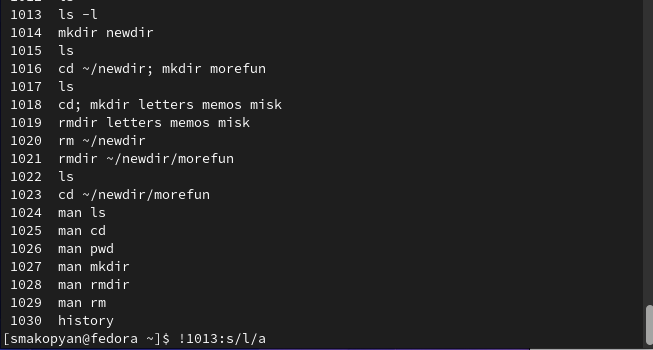 1013 ls -l
1014 mkdir newdir
1015 ls
1016 cd ~/newdir; mkdir morefun
1017 ls
1018 cd; mkdir letters memos misk
1019 rmdir letters memos misk
1020 rm ~/newdir
1021 rmdir ~/newdir/morefun
1022 ls
1023 cd ~/newdir/morefun
1024 man ls
1025 man cd
1026 man pwd
1027 man mkdir
1028 man rmdir
1029 man rm
1030 history
[smakopyan@fedora ~]$ !1013:s/l/a